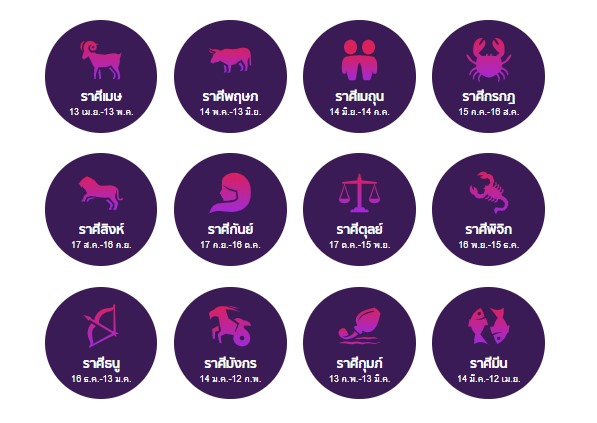 ราศีเมษ
13 เม.ย.-13 พ.ค.
ราศีพฤษภ
14 พ.ค.-13 มิ.ย.
ราศีเมถุน
14 มิ.ย.-14 ก.ค.
ราศีกรกฎ
15 ก.ค.-16 ส.ค.
ราศีสิงห์
17 ส.ค.-16 ก.ย.
ราศีกันย์
17 ก.ย.-16 ต.ค.
ราศีตุลย์
17 ต.ค.-15 พ.ย.
ราศีพิจิก
16 พ.ย.-15 ธ.ค.
ราศีธนู
16 ธ.ค.-13 ม.ค.
ราศีมังกร
14 ม.ค.-12 ก.พ.
ราศีกุมภ์
13 ก.พ.-13 มี.ค.
ราศีมีน
14 มี.ค.-12 เม.ย.